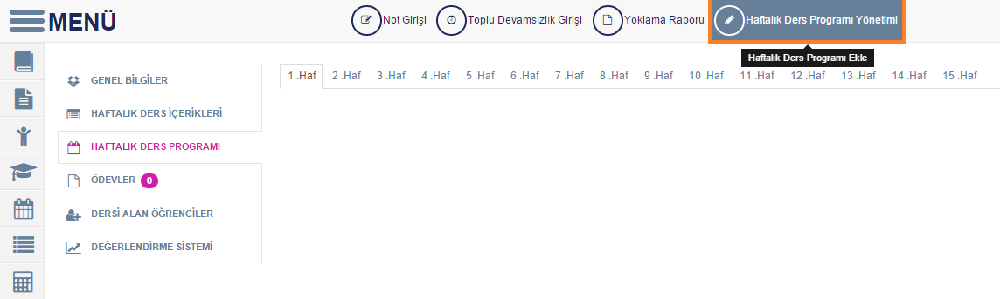 MENÜ
Not Girişi
Toplu Devamsızlık Girişi
Yoklama Raporu
Haftalık Ders Programı Yönetimi
Haftalık Ders Programı Ekle
GENEL BİLGİLER
HAFTALIK DERS İÇERİKLERİ
HAFTALIK DERS PROGRAMI
ÖDEVLER 0
DERSİ ALAN ÖĞRENCİLER
DEĞERLENDİRME SİSTEMİ
1 .Haf 2 .Haf 3 .Haf 4 .Haf 5 .Haf 6 .Haf 7 .Haf 8 .Haf 9 .Haf 10 .Haf 11 .Haf 12 .Haf 13 .Haf 14 .Haf 15 .Haf